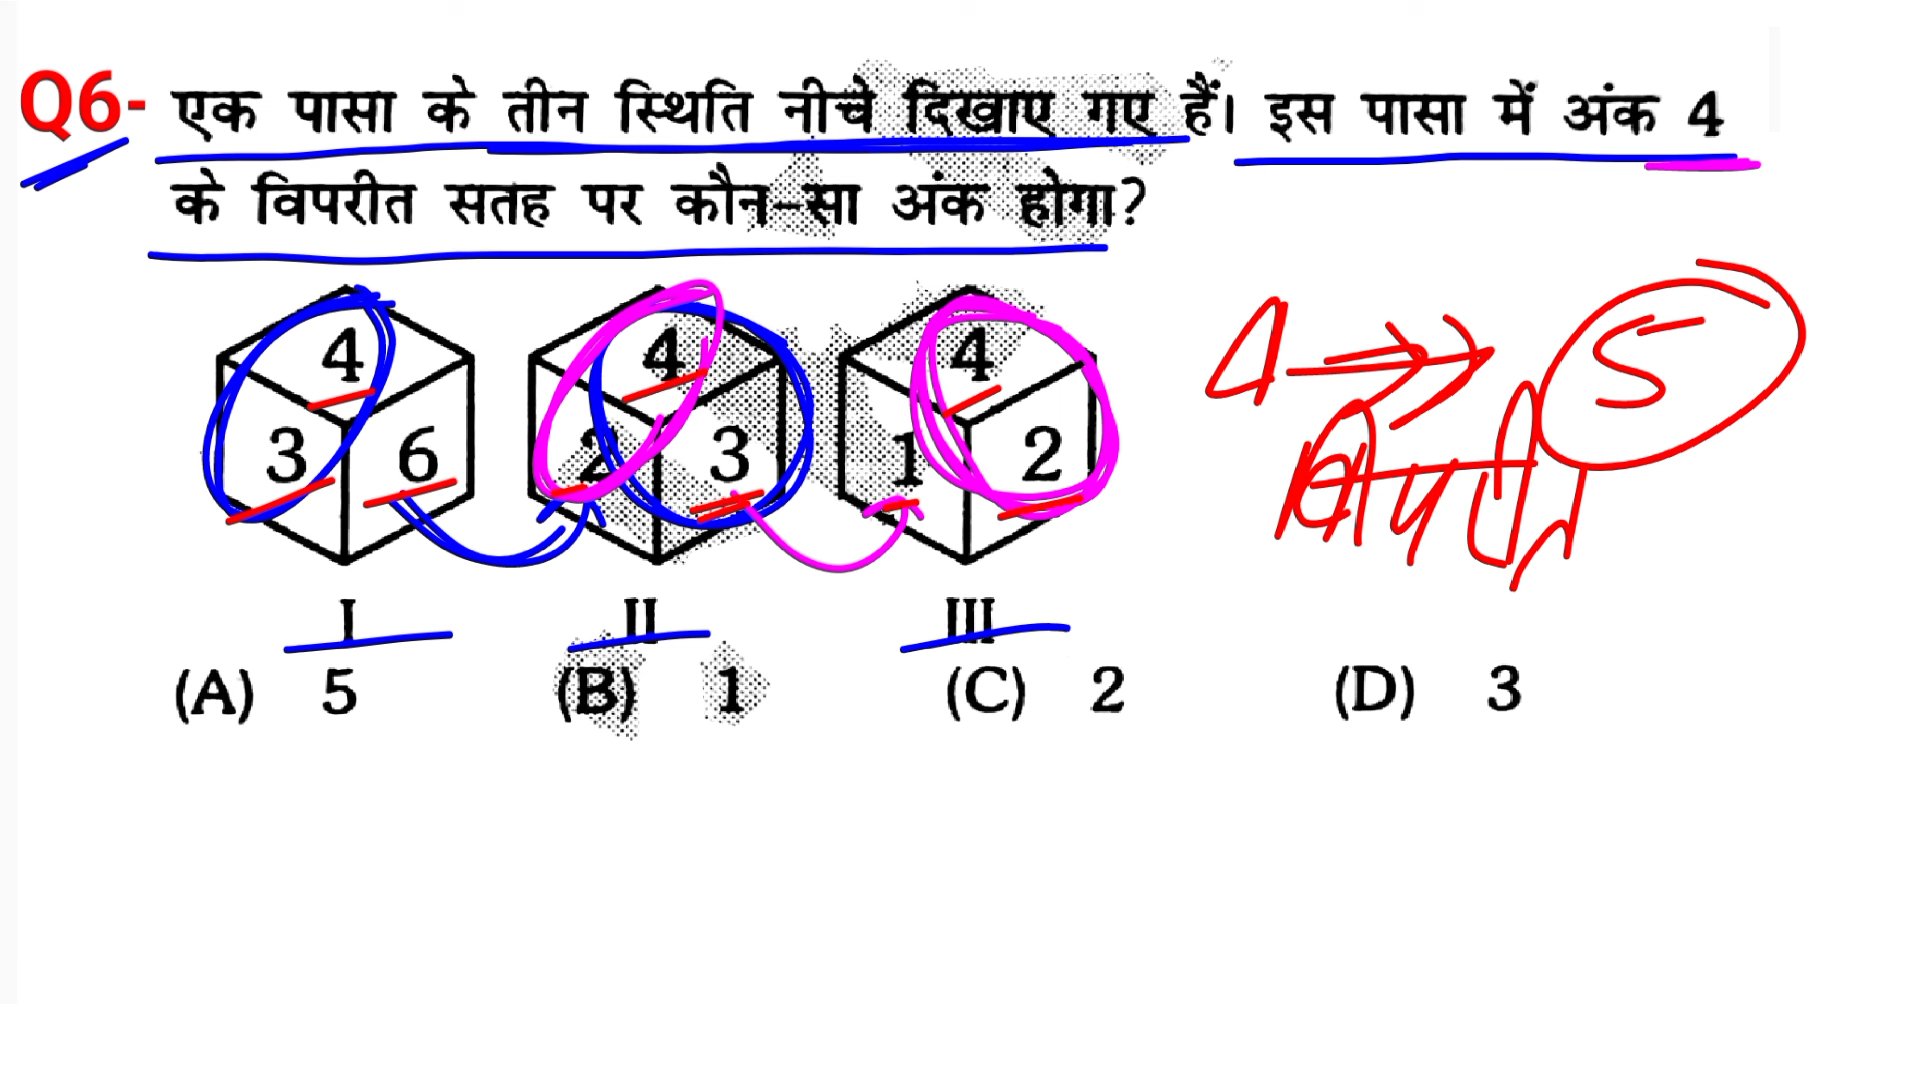 Q6- एक पासा के तीन स्थिति नीचे दिखाए गए हैं। इस पासा में अंक 4
के विपरीत सतह पर कौन-सा अंक होगा?
4 3 6
4 2 3
4 1 2
4 → 5
विपरीत
I II III
(A) 5 (B) 1 (C) 2 (D) 3